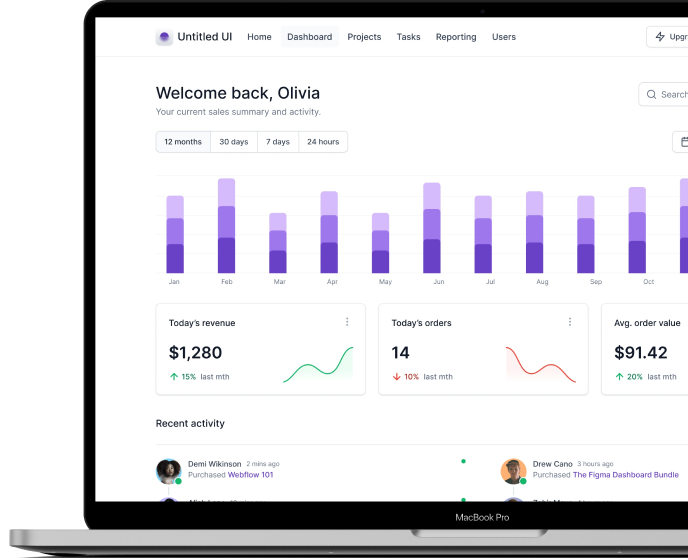 Untitled UI Home Dashboard Projects Tasks Reporting Users
Welcome back, Olivia
Search
Your current sales summary and activity.
12 months 30 days 7 days 24 hours
Jan Feb Mar Apr May Jun Jul Aug Sep Oct
Today's revenue
$1,280
15% last mth
Today's orders
14
10% last mth
Avg. order value
$91.42
20% last mth
Recent activity
Demi Wikinson 2 mins ago
Purchased Webflow 101
Drew Cano 3 hours ago
Purchased The Figma Dashboard Bundle
MacBook Pro